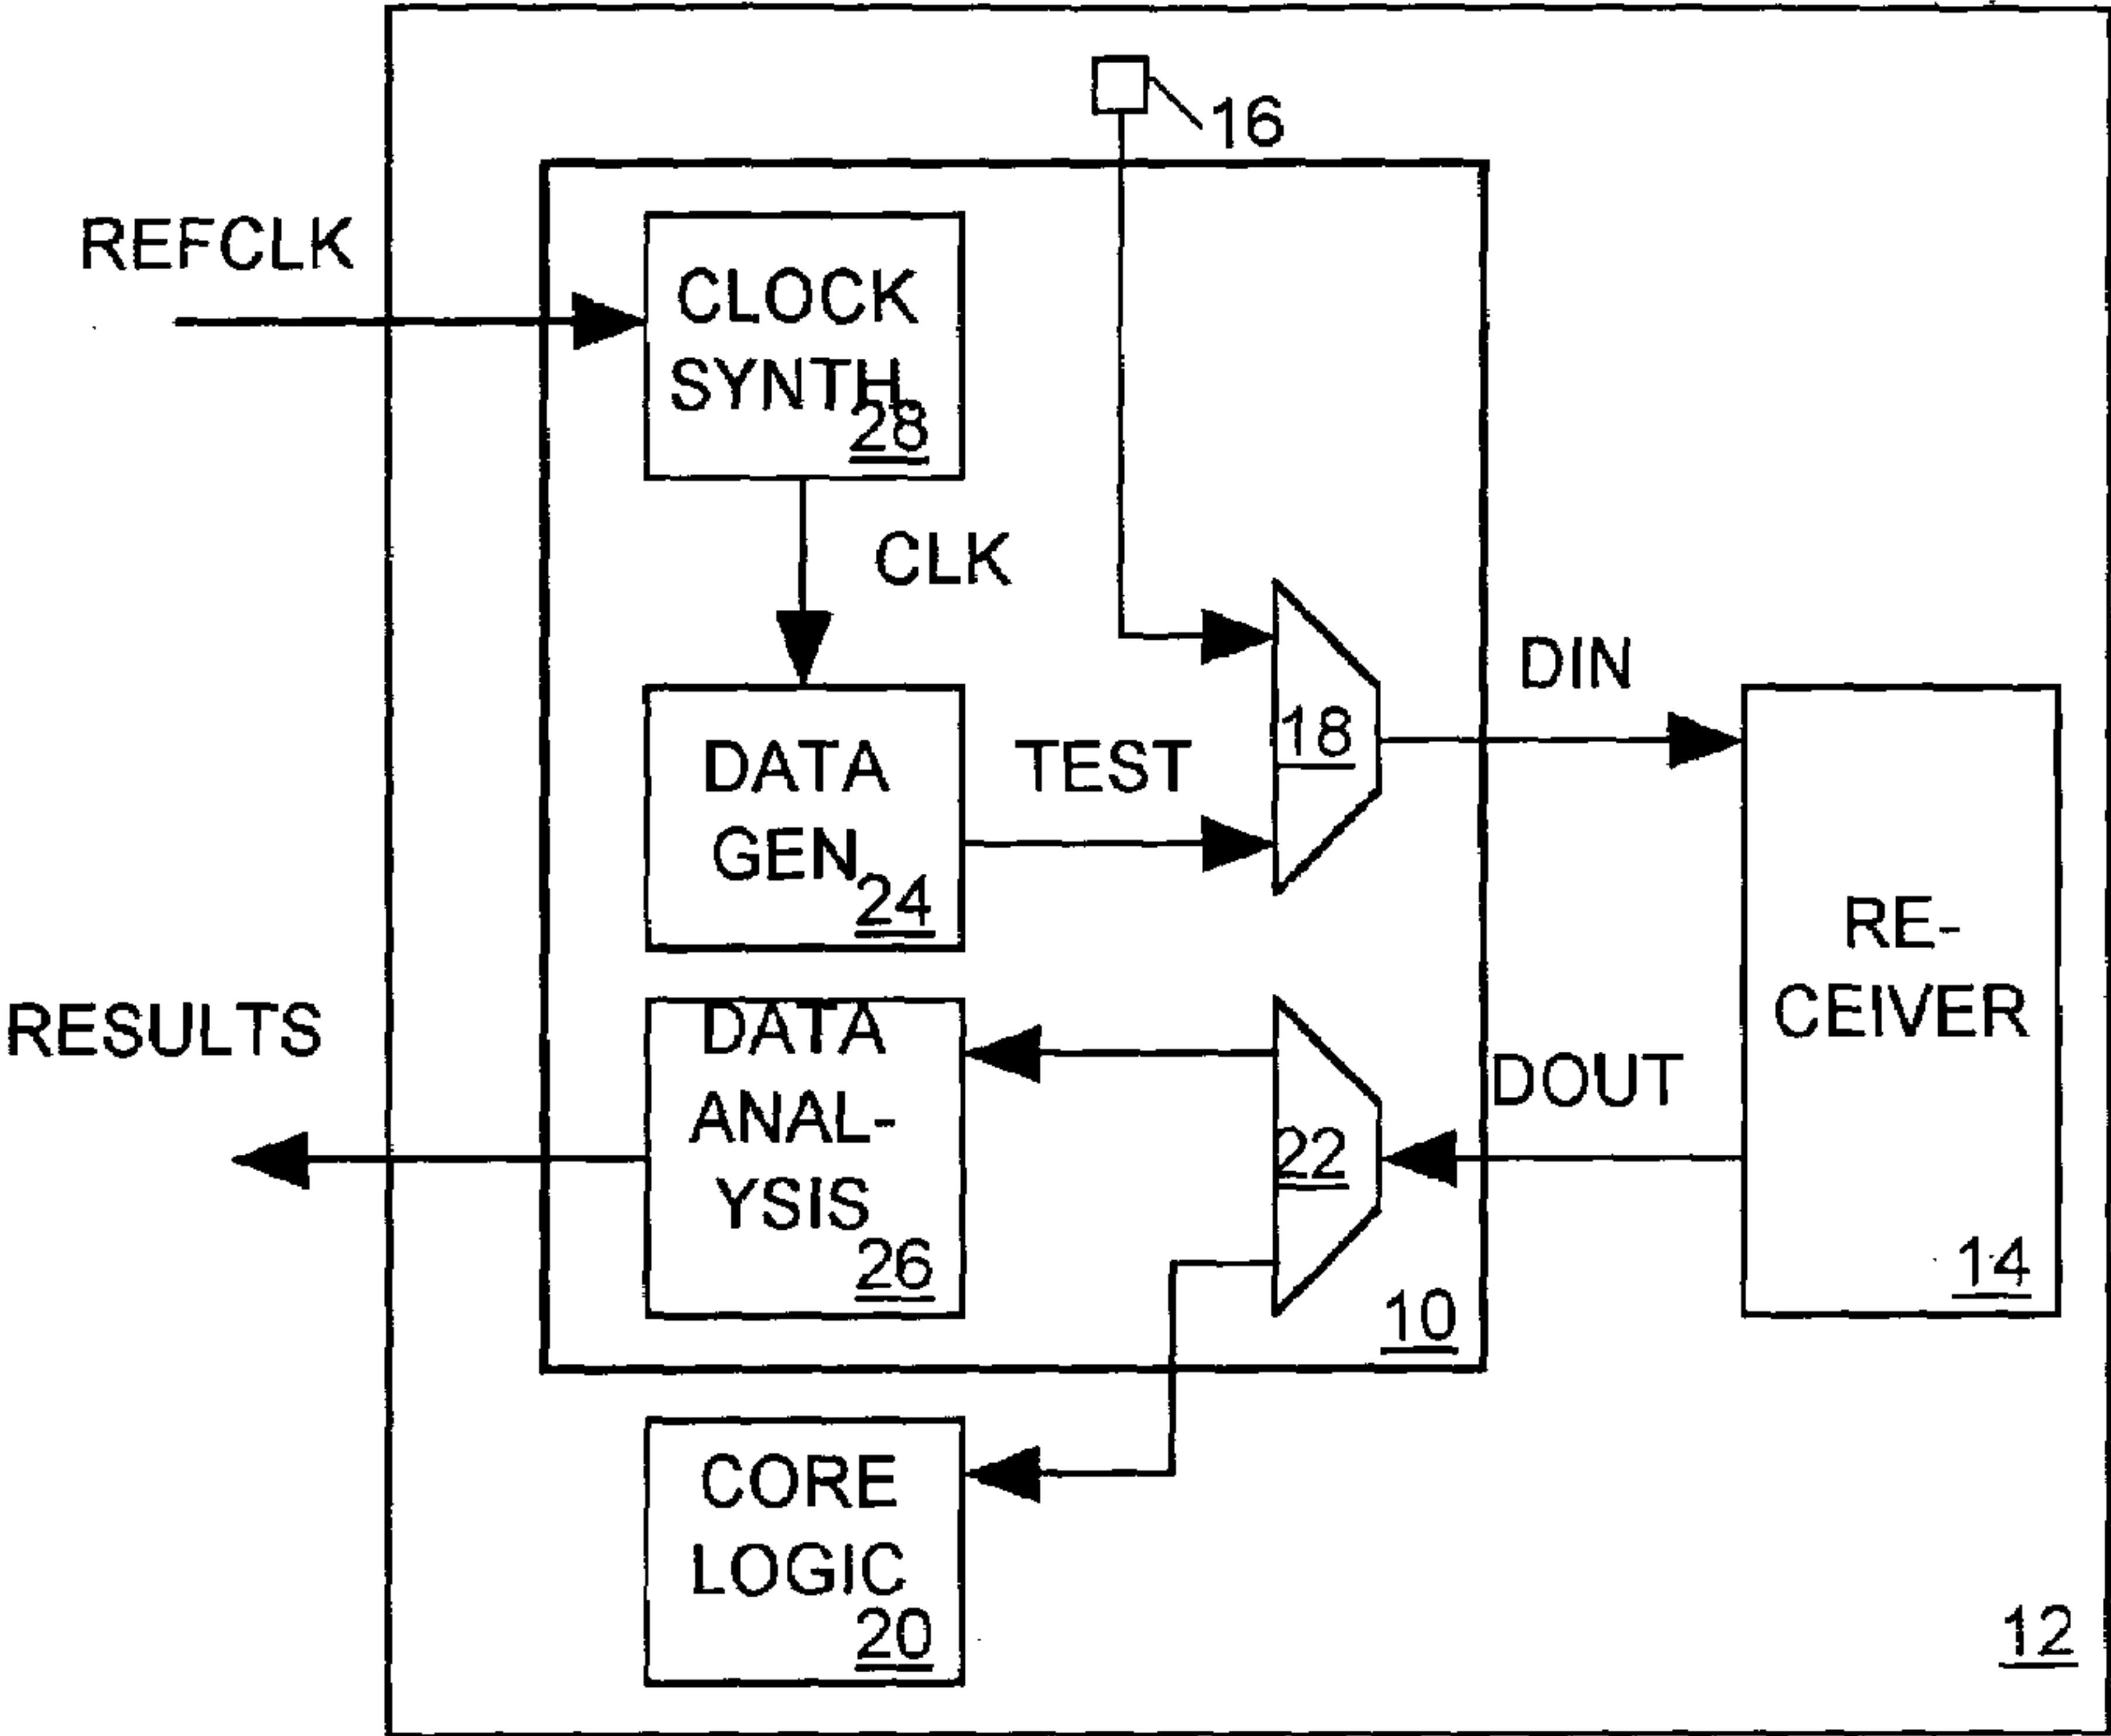 16
REFCLK
CLOCK
SYNTH
28
CLK
DIN
18
DATA
GEN
24
TEST
RE-
CEIVER
14
RESULTS
DATA
ANAL-
YSIS
26
DOUT
22
10
CORE
LOGIC
20
12